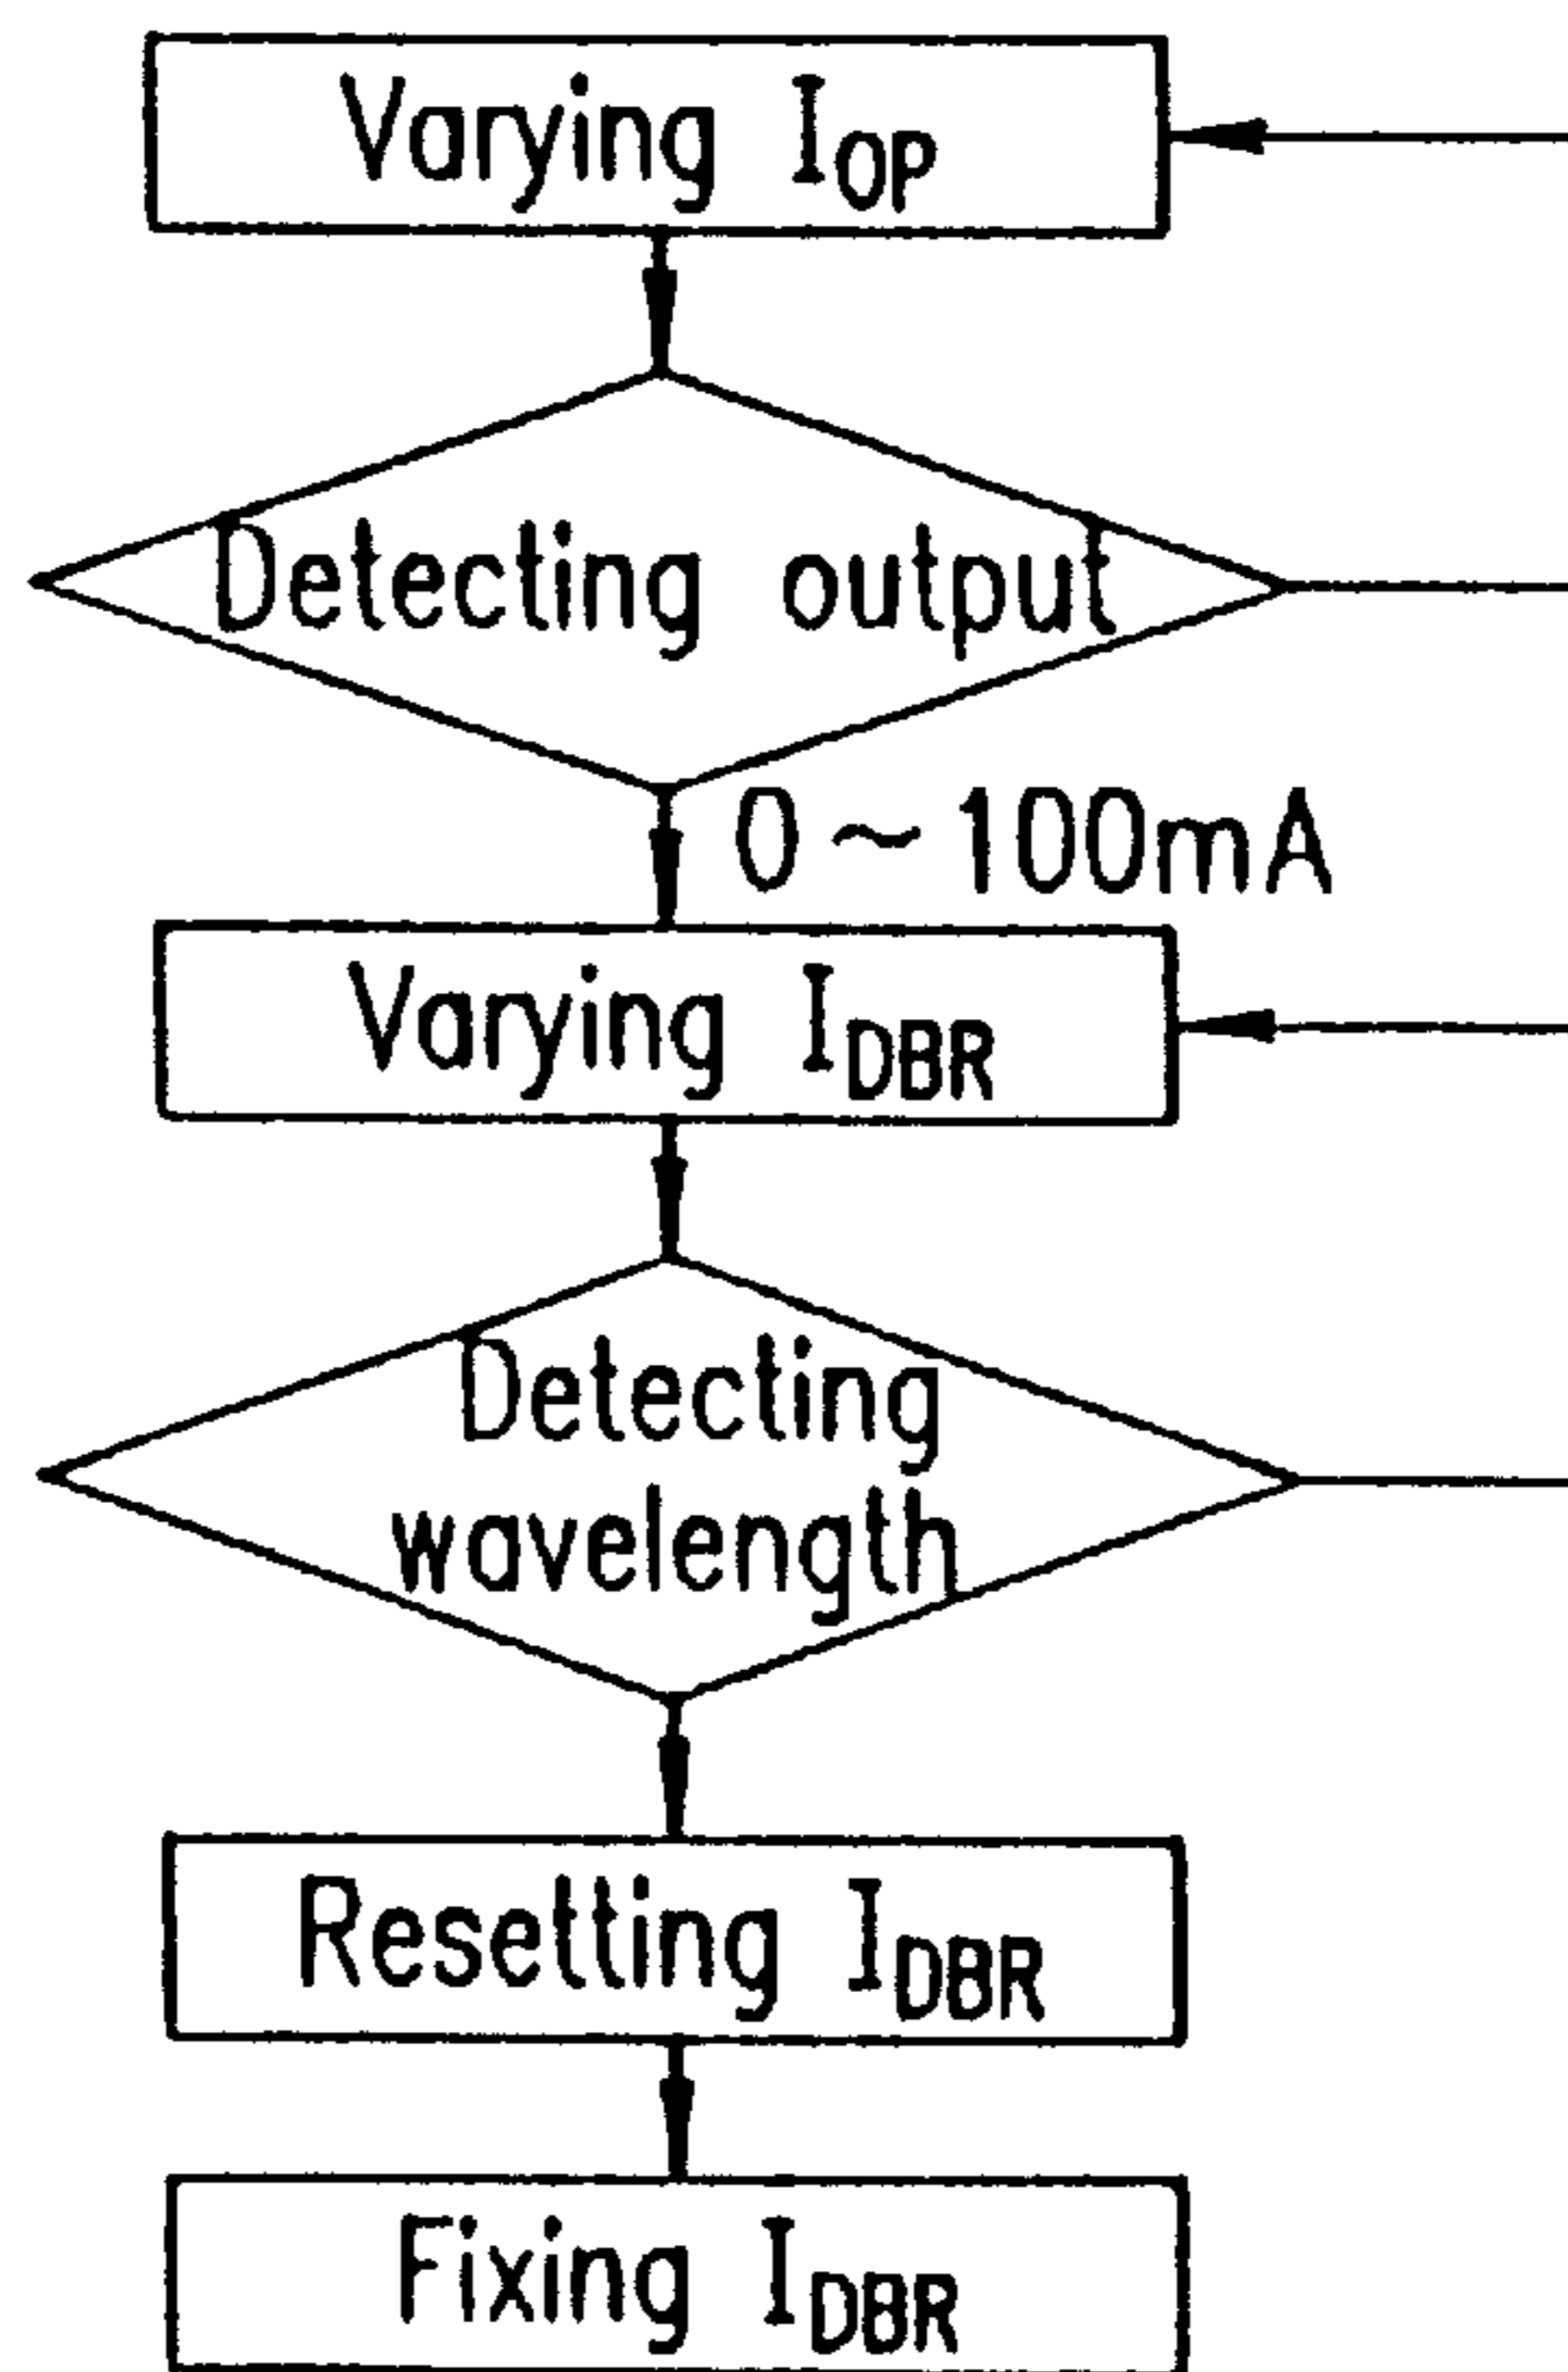 Varying I_OP
Detecting output
0 ~ 100mA
Varying I_DBR
Detecting
wavelength
Resetting I_DBR
Fixing I_DBR